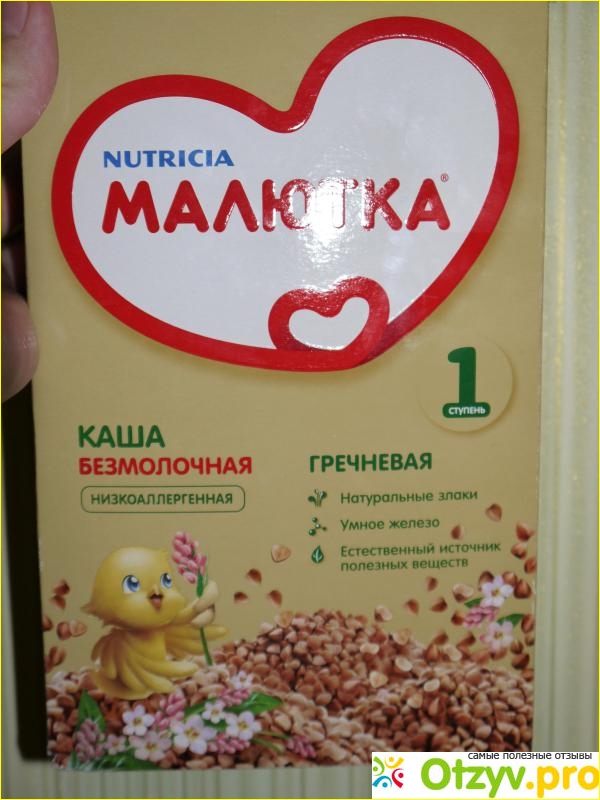 NUTRICIA
МАЛЮТКА®
1
СТУПЕНЬ
КАША
БЕЗМОЛОЧНАЯ
НИЗКОАЛЛЕРГЕННАЯ
ГРЕЧНЕВАЯ
Натуральные злаки
Умное железо
Естественный источник
полезных веществ
самые полезные отзывы
Otzyv.pro